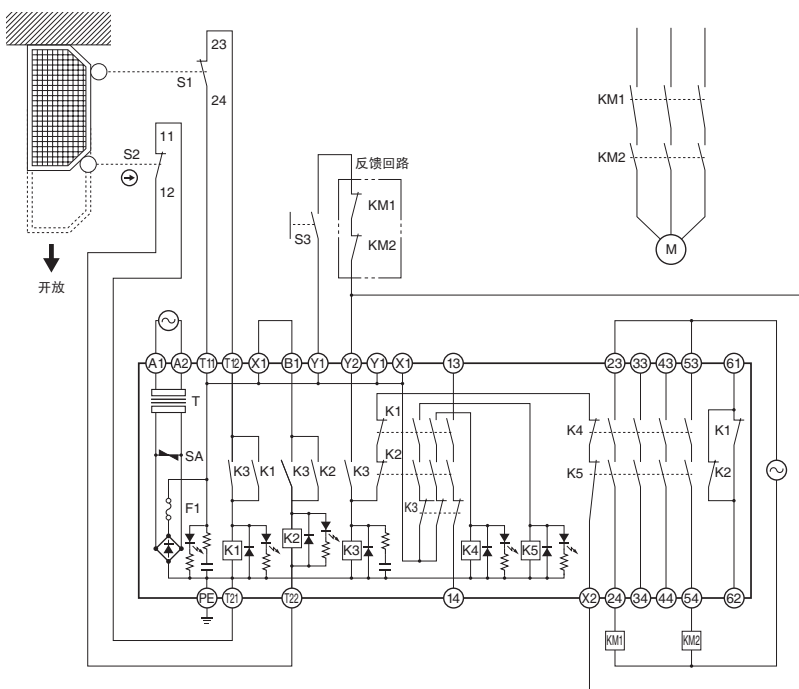 23
S1
24
11
S2
12
开放
反馈回路
KM1
S3
KM2
KM1
KM2
M
A1 A2 T11 T12 X1 B1 Y1 Y2 Y1 X1 13 23 33 43 53 61
T
SA
F1
K3 K1 K3 K2 K3
K1
K2
K3
K4
K5
K1
K2
K1 K2 K3 K4 K5
PE T21 T22 14 X2 24 34 44 54 62
KM1 KM2